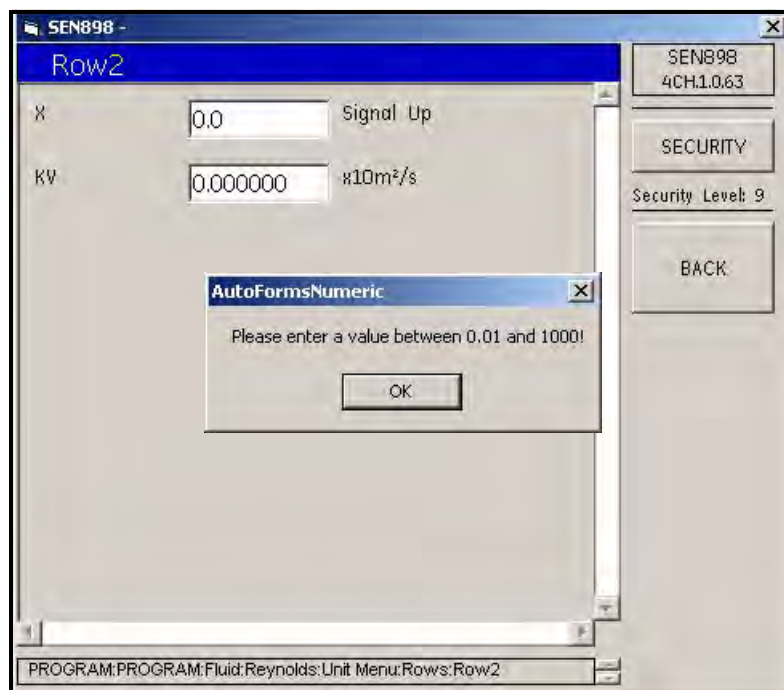 SEN898 -
Row2
X 0.0 Signal Up
KV 0.000000 x10m²/s
AutoFormsNumeric
Please enter a value between 0.01 and 1000!
OK
SEN898
4CH.1.0.63
SECURITY
Security Level: 9
BACK
PROGRAM:PROGRAM:Fluid:Reynolds:Unit Menu:Rows:Row2